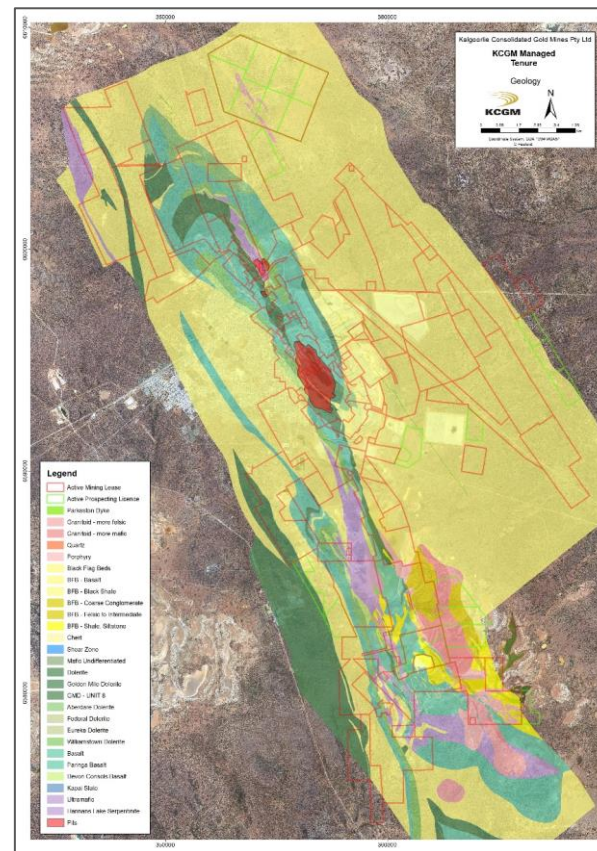 Kalgoorlie Consolidated Gold Mines Pty Ltd
KCGM Managed
Tenure
Geology
KCGM
N
Legend
Active Mining Lease
Active Prospecting Licence
Parkeston Dyke
Granitoid - more felsic
Granitoid - more mafic
Quartz
Porphyry
Black Flag Beds
BFB - Basalt
BFB - Black Shale
BFB - Coarse Conglomerate
BFB - Felsic to Intermediate
BFB - Shale, Siltstone
Chert
Shear Zone
Mafic Undifferentiated
Dolerite
Golden Mile Dolerite
GMD - UNIT 8
Aberdare Dolerite
Federal Dolerite
Eureka Dolerite
Williamstown Dolerite
Basalt
Paringa Basalt
Devon Consols Basalt
Kapai Slate
Ultramafic
Hannans Lake Serpentinite
Pits